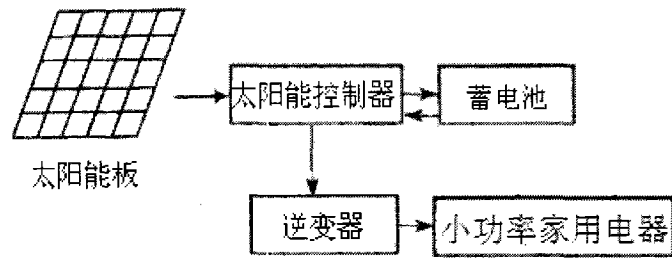 太阳能控制器
蓄电池
太阳能板
逆变器
小功率家用电器